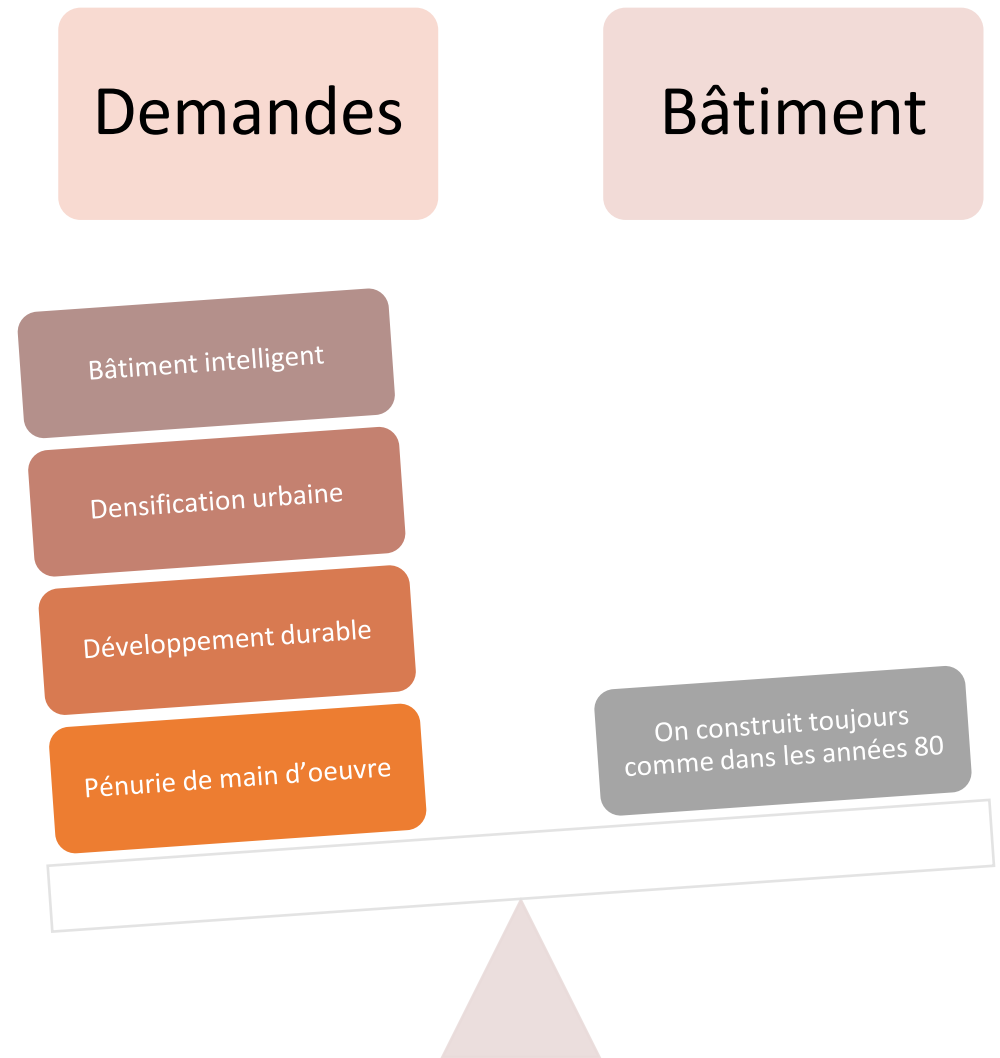 Demandes
Bâtiment
Bâtiment intelligent
Densification urbaine
Développement durable
Pénurie de main d’oeuvre
On construit toujours
comme dans les années 80